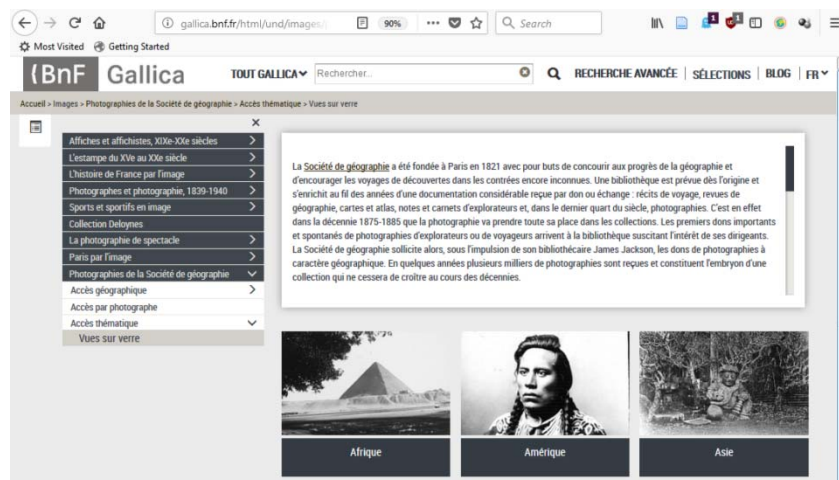 gallica.bnf.fr/html/und/images/
90%
Search
Most Visited
Getting Started
{BnF Gallica
TOUT GALLICA
Rechercher...
RECHERCHE AVANCÉE | SÉLECTIONS | BLOG | FR
Accueil > Images > Photographies de la Société de géographie > Accès thématique > Vues sur verre
Affiches et affichistes, XIXe-XXe siècles
L'estampe du XVe au XXe siècle
L'histoire de France par l'image
Photographes et photographie, 1839-1940
Sports et sportifs en image
Collection Deloynes
La photographie de spectacle
Paris par l'image
Photographies de la Société de géographie
Accès géographique
Accès par photographe
Accès thématique
Vues sur verre
La Société de géographie a été fondée à Paris en 1821 avec pour buts de concourir aux progrès de la géographie et
d'encourager les voyages de découvertes dans les contrées encore inconnues. Une bibliothèque est prévue dès l'origine et
s'enrichit au fil des années d'une documentation considérable reçue par don ou échange : récits de voyage, revues de
géographie, cartes et atlas, notes et carnets d'explorateurs et, dans le dernier quart du siècle, photographies. C'est en effet
dans la décennie 1875-1885 que la photographie va prendre toute sa place dans les collections. Les premiers dons importants
et spontanés de photographies d'explorateurs ou de voyageurs arrivent à la bibliothèque suscitant l'intérêt de ses dirigeants.
La Société de géographie sollicite alors, sous l'impulsion de son bibliothécaire James Jackson, les dons de photographies à
caractère géographique. En quelques années plusieurs milliers de photographies sont reçues et constituent l'embryon d'une
collection qui ne cessera de croître au cours des décennies.
Afrique
Amérique
Asie